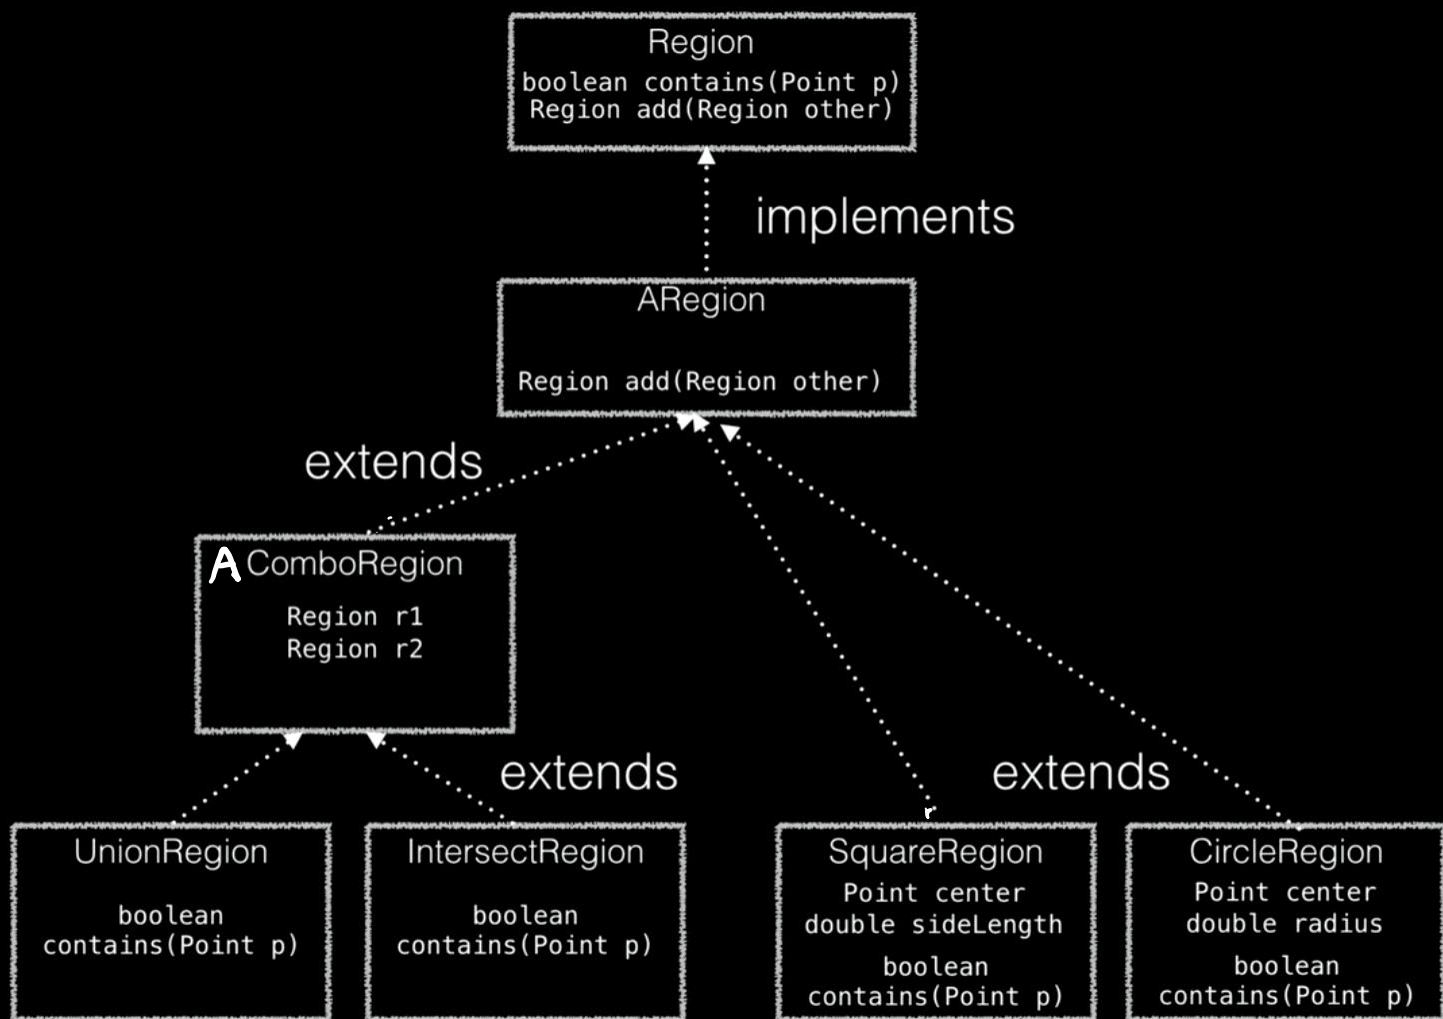 Region
boolean contains(Point p)
Region add(Region other)
implements
ARegion
Region add(Region other)
extends
A ComboRegion
Region r1
Region r2
extends
extends
UnionRegion
boolean
contains(Point p)
IntersectRegion
boolean
contains(Point p)
SquareRegion
Point center
double sideLength
boolean
contains(Point p)
CircleRegion
Point center
double radius
boolean
contains(Point p)